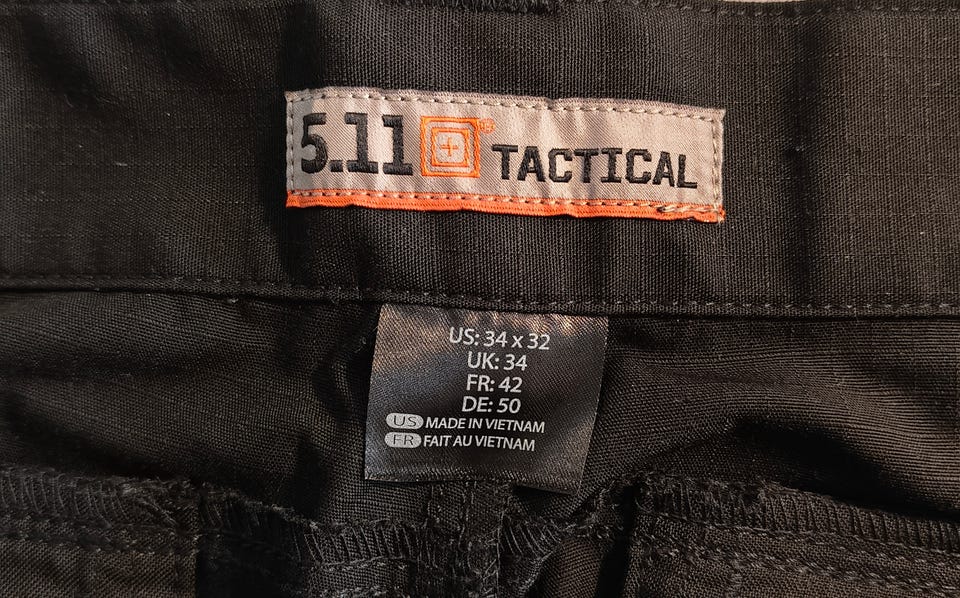 5.11 TACTICAL
US: 34 x 32
UK: 34
FR: 42
DE: 50
US MADE IN VIETNAM
FR FAIT AU VIETNAM